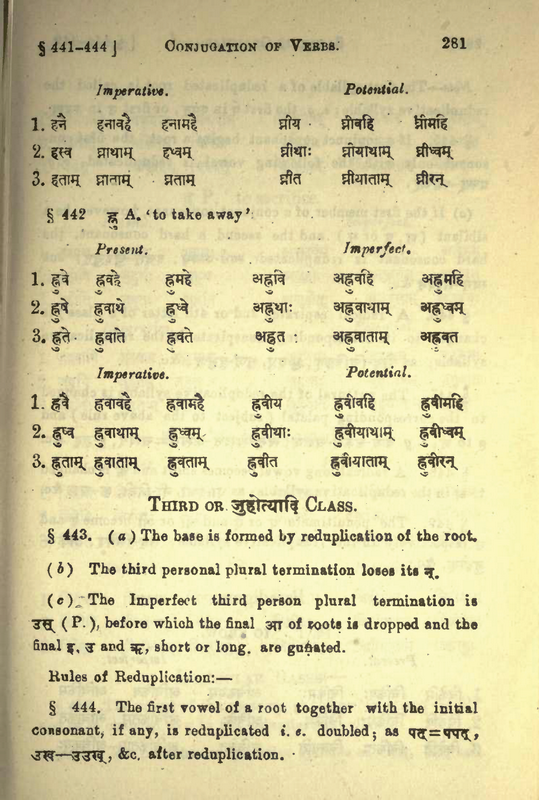 § 441-444] CONJUGATION OF VERBS. 281
Imperative. Potential.
1. हनै हनावहै हनामहै घ्नीय घ्नीवहि घ्नीमहि
2. हस्व घ्नाथाम् हध्वम् घ्नीथाः घ्नीयाथाम् घ्नीध्वम्
3. हताम् घ्नाताम् घ्नताम् घ्नीत घ्नीयाताम् घ्नीरन्
§ 442 ह्नु A. ‘to take away’
Present. Imperfect.
1. ह्नुवे ह्नुवहे ह्नुमहे अह्नुवि अह्नुवहि अह्नुमहि
2. ह्नुषे ह्नुवाथे ह्नुध्वे अह्नुथाः अह्नुवाथाम् अह्नुध्वम्
3. ह्नुते ह्नुवाते ह्नुवते अह्नुत अह्नुवाताम् अह्नुवत
Imperative. Potential.
1. ह्नवै ह्नवावहै ह्नवामहै ह्नुवीय ह्नुवीवहि ह्नुवीमहि
2. ह्नुष्व ह्नुवाथाम् ह्नुध्वम् ह्नुवीथाः ह्नुवीयाथाम् ह्नुवीध्वम्
3. ह्नुताम् ह्नुवाताम् ह्नुवताम् ह्नुवीत ह्नुवीयाताम् ह्नुवीरन्
THIRD OR जुहोत्यादि CLASS.
§ 443. (a) The base is formed by reduplication of the root.
(b) The third personal plural termination loses its न्.
(c) The Imperfect third person plural termination is
उस् (P.), before which the final आ of roots is dropped and the
final इ, उ and ऋ, short or long, are guṇated.
Rules of Reduplication:—
§ 444. The first vowel of a root together with the initial
consonant, if any, is reduplicated i. e. doubled; as पत्=पपत्,
उख—उउख्, &c. after reduplication.